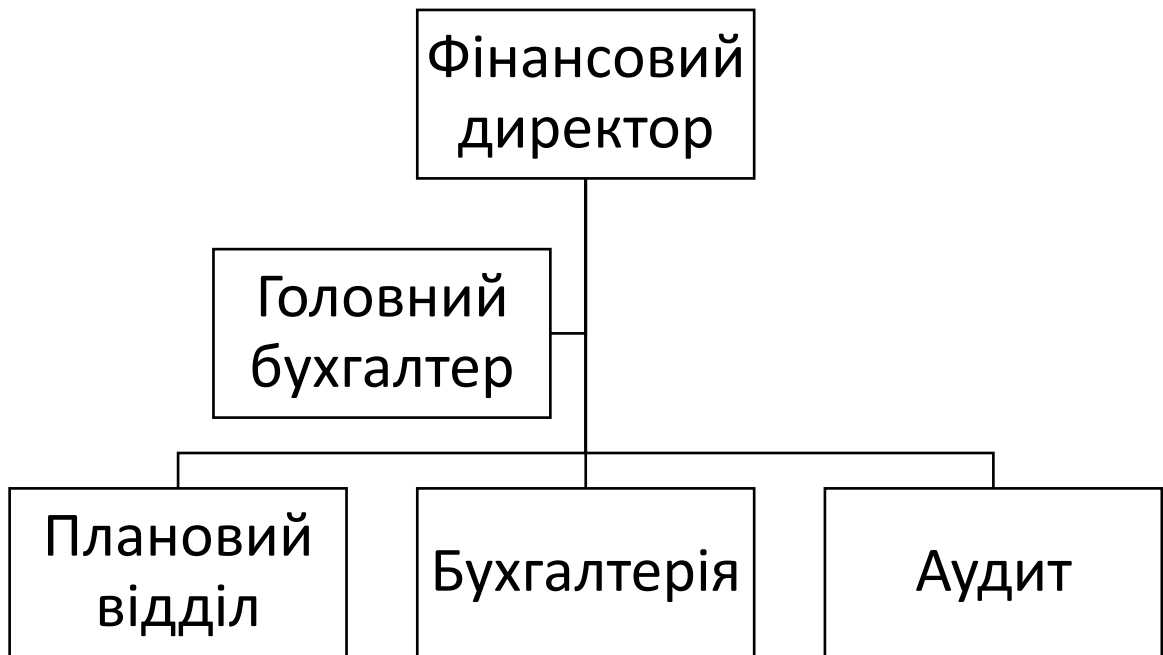 Фінансовий
директор
Головний
бухгалтер
Плановий
відділ
Бухгалтерія
Аудит